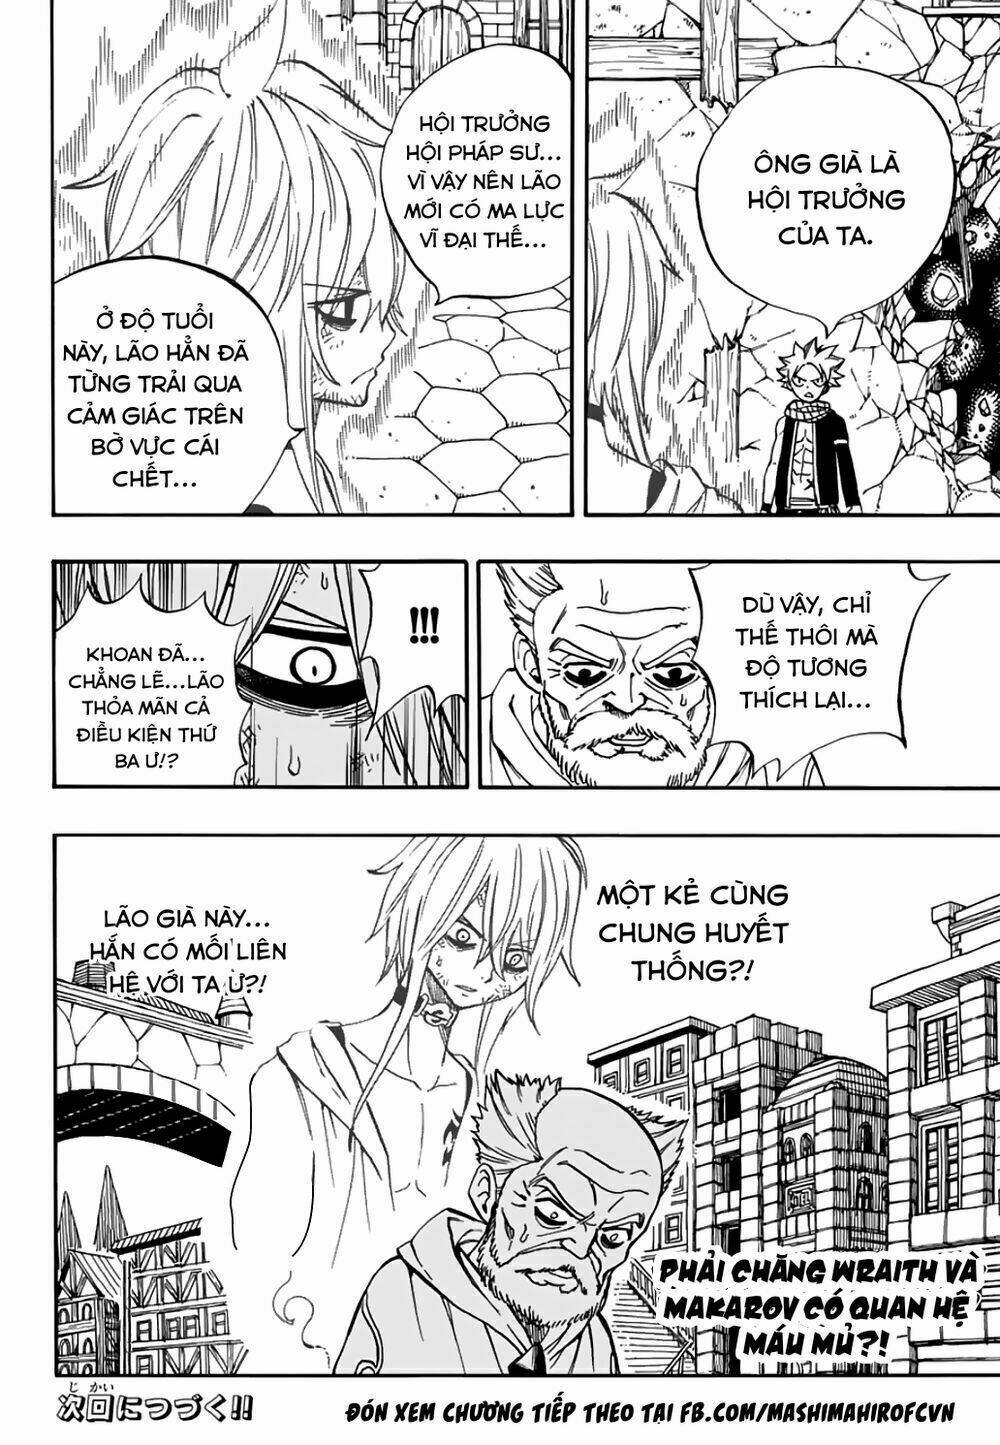 ÔNG GIÀ LÀ
HỘI TRƯỞNG
CỦA TA.
HỘI TRƯỞNG
HỘI PHÁP SƯ...
VÌ VẬY NÊN LÃO
MỚI CÓ MA LỰC
VĨ ĐẠI THẾ...
Ở ĐỘ TUỔI
NÀY, LÃO HẲN ĐÃ
TỪNG TRẢI QUA
CẢM GIÁC TRÊN
BỜ VỰC CÁI
CHẾT...
DÙ VẬY, CHỈ
THẾ THÔI MÀ
ĐỘ TƯƠNG
THÍCH LẠI...
!!!
KHOAN ĐÃ...
CHẲNG LẼ...LÃO
THỎA MÃN CẢ
ĐIỀU KIỆN THỨ
BA Ư!?
MỘT KẺ CÙNG
CHUNG HUYẾT
THỐNG?!
LÃO GIÀ NÀY...
HẮN CÓ MỐI LIÊN
HỆ VỚI TA Ư?!
PHẢI CHĂNG WRAITH VÀ
MAKAROV CÓ QUAN HỆ
MÁU MỦ?!
じかい
次回につづく!!
ĐÓN XEM CHƯƠNG TIẾP THEO TẠI FB.COM/MASHIMAHIROFCVN